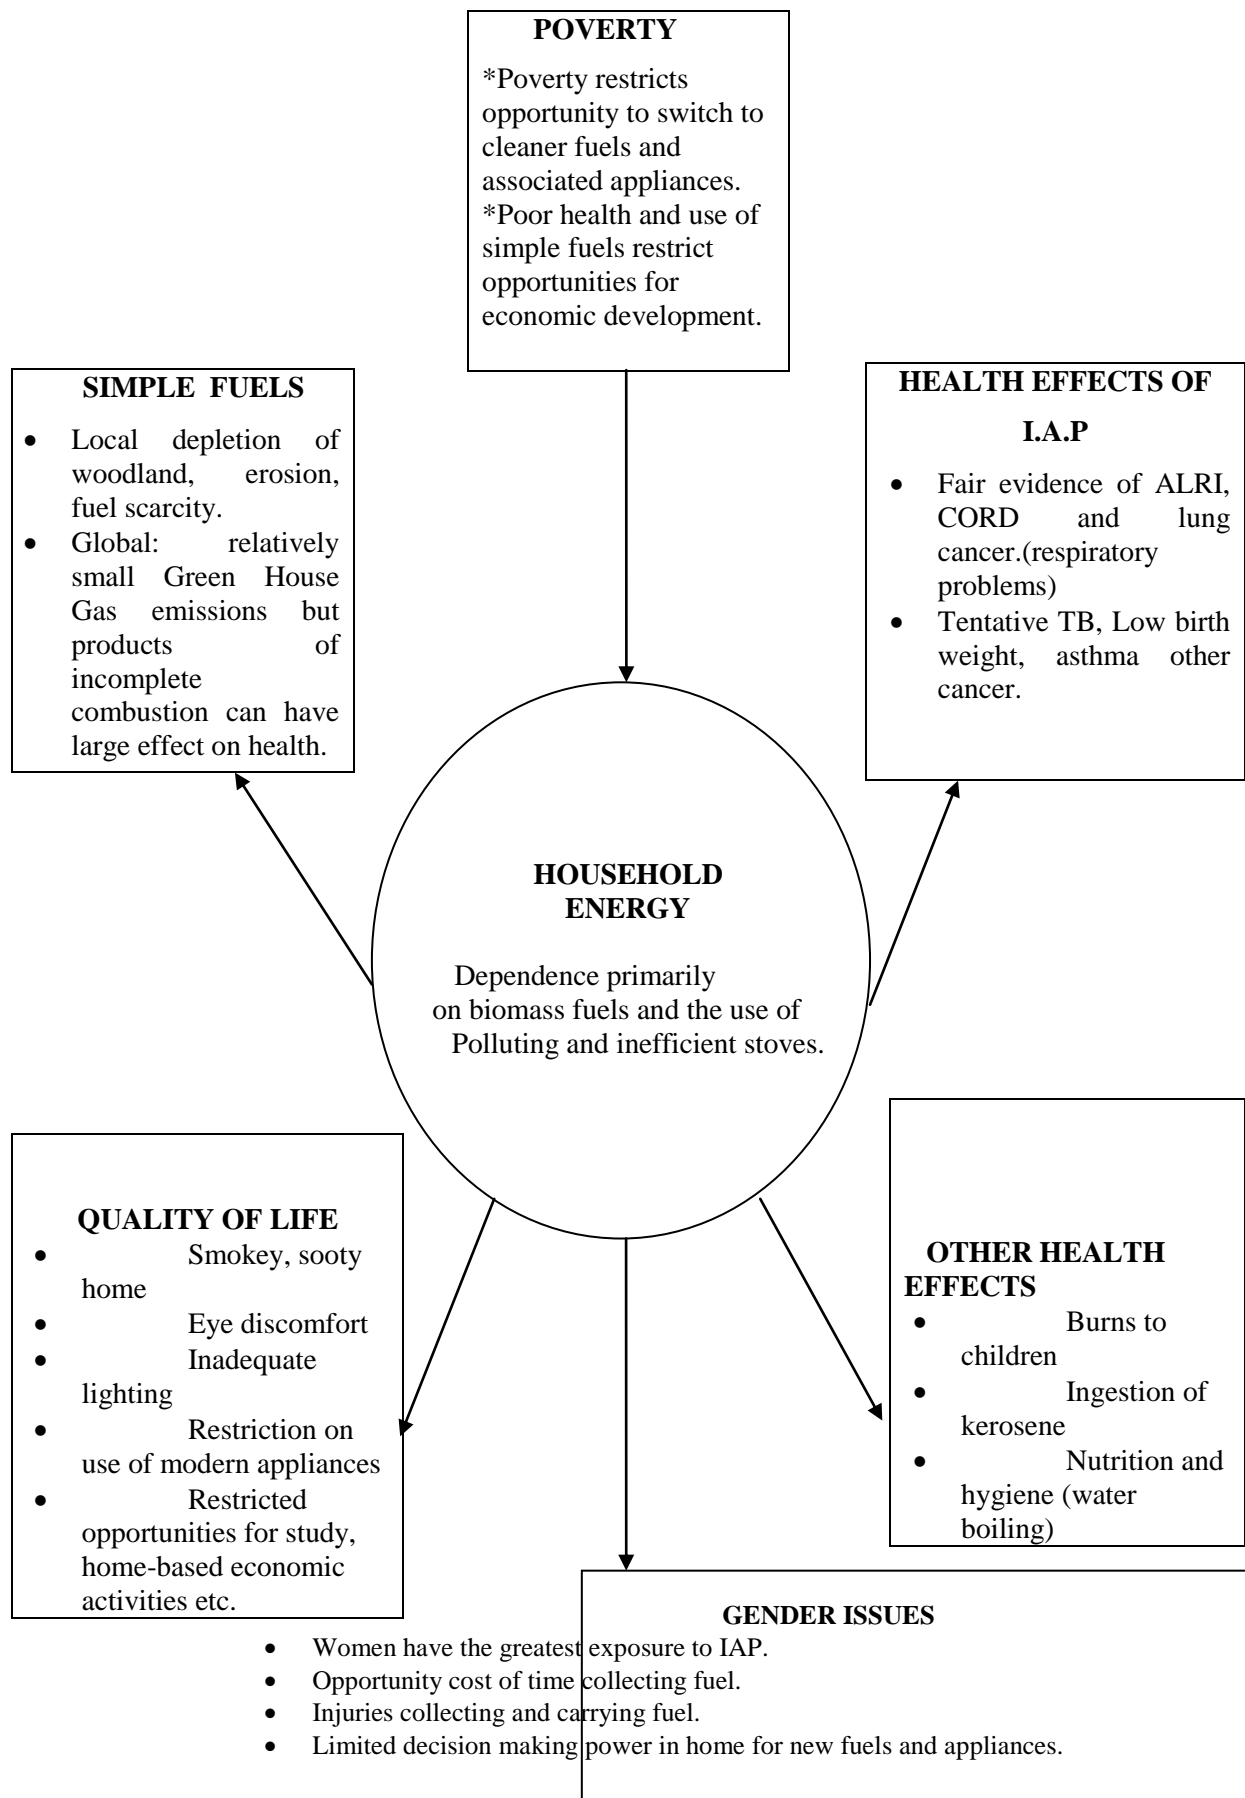 POVERTY
*Poverty restricts
opportunity to switch to
cleaner fuels and
associated appliances.
*Poor health and use of
simple fuels restrict
opportunities for
economic development.
SIMPLE FUELS
• Local depletion of
woodland, erosion,
fuel scarcity.
• Global: relatively
small Green House
Gas emissions but
products of
incomplete
combustion can have
large effect on health.
HEALTH EFFECTS OF
I.A.P
• Fair evidence of ALRI,
CORD and lung
cancer.(respiratory
problems)
• Tentative TB, Low birth
weight, asthma other
cancer.
HOUSEHOLD
ENERGY
Dependence primarily
on biomass fuels and the use of
Polluting and inefficient stoves.
QUALITY OF LIFE
• Smokey, sooty
home
• Eye discomfort
• Inadequate
lighting
• Restriction on
use of modern appliances
• Restricted
opportunities for study,
home-based economic
activities etc.
OTHER HEALTH
EFFECTS
• Burns to
children
• Ingestion of
kerosene
• Nutrition and
hygiene (water
boiling)
GENDER ISSUES
• Women have the greatest exposure to IAP.
• Opportunity cost of time collecting fuel.
• Injuries collecting and carrying fuel.
• Limited decision making power in home for new fuels and appliances.